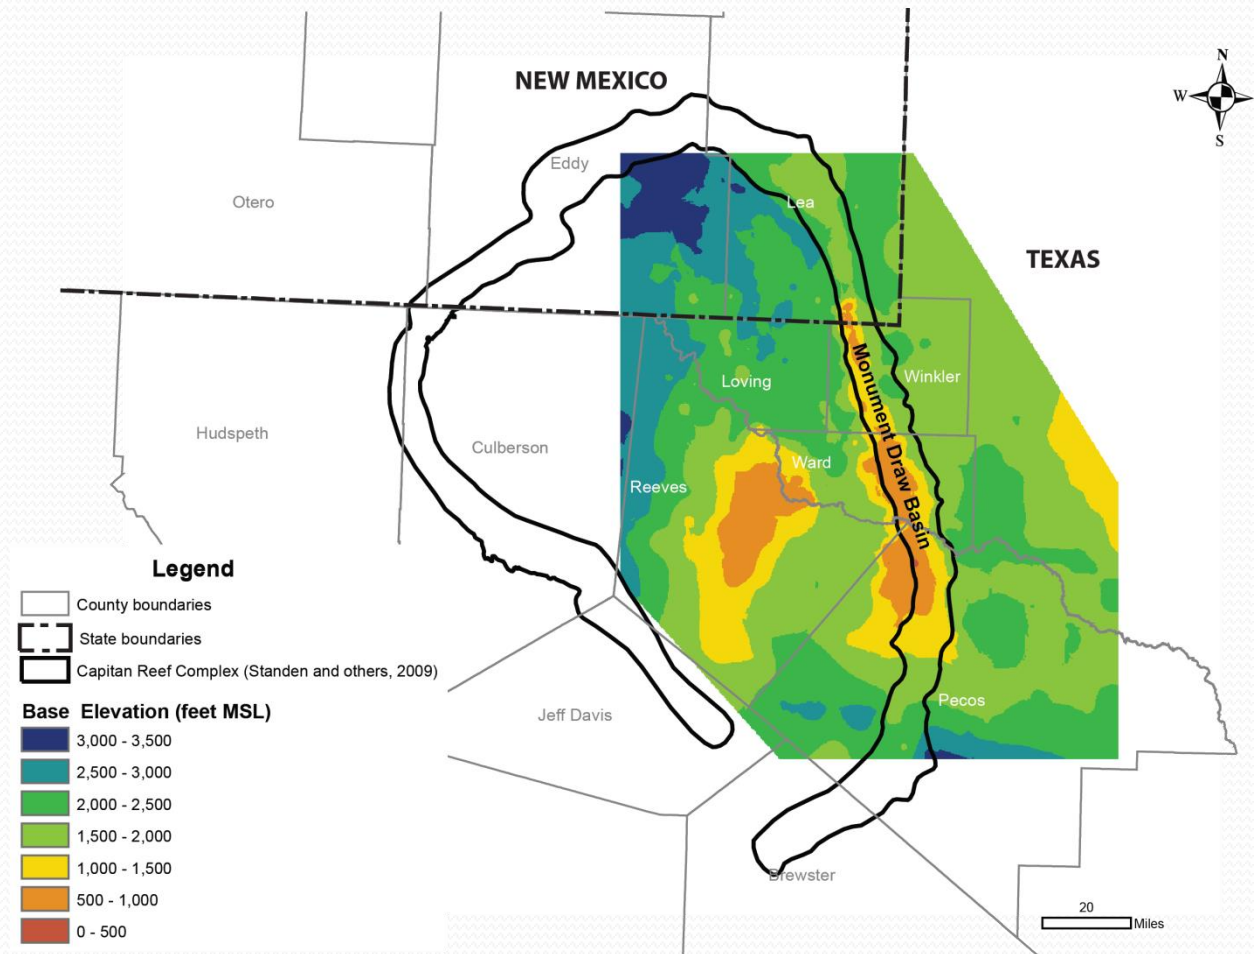 NEW MEXICO
N
W
S
Eddy
Otero
Lea
TEXAS
Loving
Winkler
Monument Draw Basin
Hudspeth
Culberson
Ward
Reeves
Legend
County boundaries
State boundaries
Capitan Reef Complex (Standen and others, 2009)
Base Elevation (feet MSL)
3,000 - 3,500
2,500 - 3,000
2,000 - 2,500
1,500 - 2,000
1,000 - 1,500
500 - 1,000
0 - 500
Jeff Davis
Pecos
Brewster
20
Miles